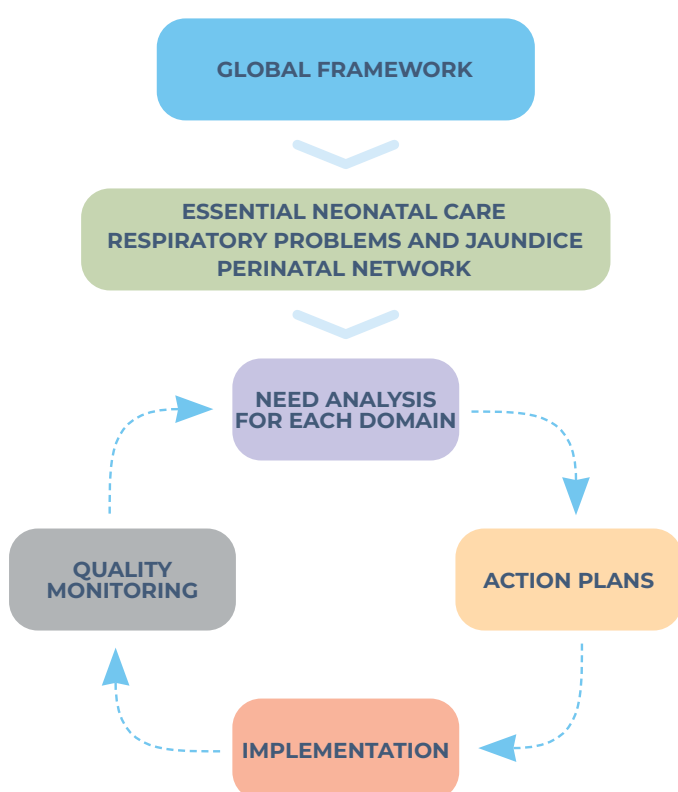 GLOBAL FRAMEWORK
ESSENTIAL NEONATAL CARE
RESPIRATORY PROBLEMS AND JAUNDICE
PERINATAL NETWORK
NEED ANALYSIS
FOR EACH DOMAIN
QUALITY
MONITORING
ACTION PLANS
IMPLEMENTATION